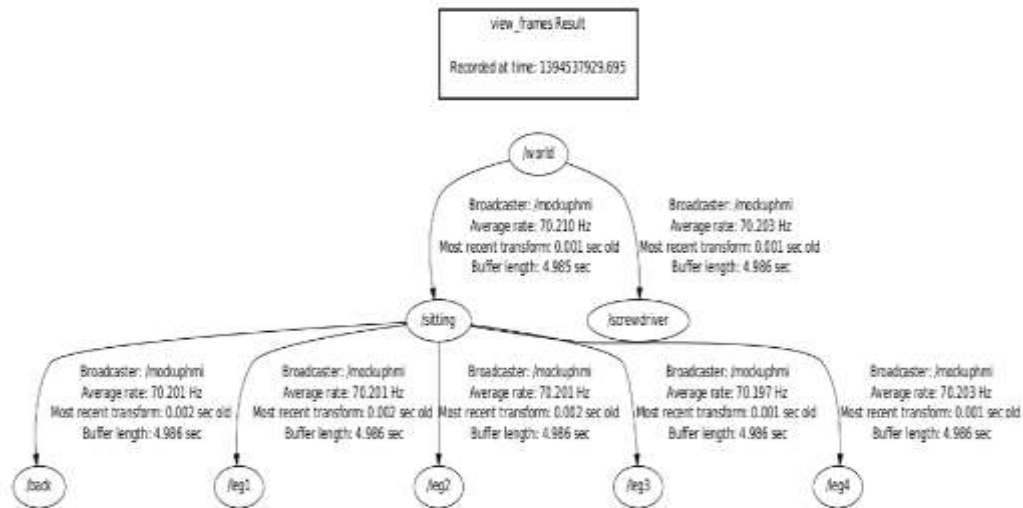 view_frames Result
Recorded at time: 1394537929.695
/world
Broadcaster: /mockuphmi
Average rate: 70.210 Hz
Most recent transform: 0.001 sec old
Buffer length: 4.985 sec
Broadcaster: /mockuphmi
Average rate: 70.203 Hz
Most recent transform: 0.001 sec old
Buffer length: 4.986 sec
/sitting
/screwdriver
Broadcaster: /mockuphmi
Average rate: 70.201 Hz
Most recent transform: 0.002 sec old
Buffer length: 4.986 sec
Broadcaster: /mockuphmi
Average rate: 70.201 Hz
Most recent transform: 0.002 sec old
Buffer length: 4.986 sec
Broadcaster: /mockuphmi
Average rate: 70.201 Hz
Most recent transform: 0.002 sec old
Buffer length: 4.986 sec
Broadcaster: /mockuphmi
Average rate: 70.197 Hz
Most recent transform: 0.001 sec old
Buffer length: 4.986 sec
Broadcaster: /mockuphmi
Average rate: 70.203 Hz
Most recent transform: 0.001 sec old
Buffer length: 4.986 sec
/back
/leg1
/leg2
/leg3
/leg4